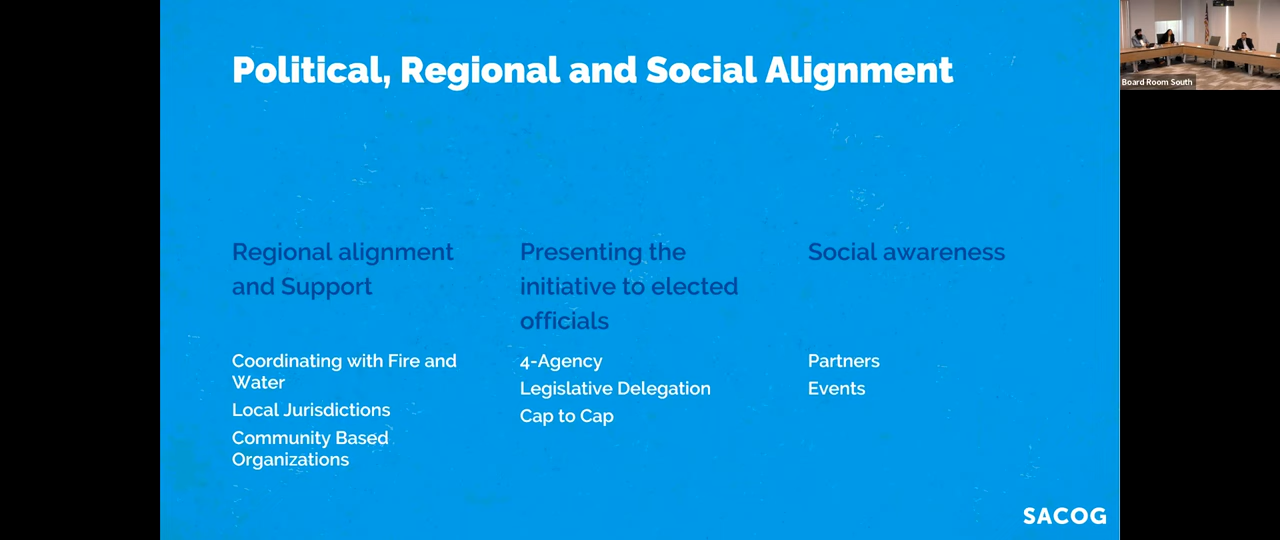 Political, Regional and Social Alignment
Regional alignment
and Support
Coordinating with Fire and
Water
Local Jurisdictions
Community Based
Organizations
Presenting the
initiative to elected
officials
4-Agency
Legislative Delegation
Cap to Cap
Social awareness
Partners
Events
SACOG
Board Room South